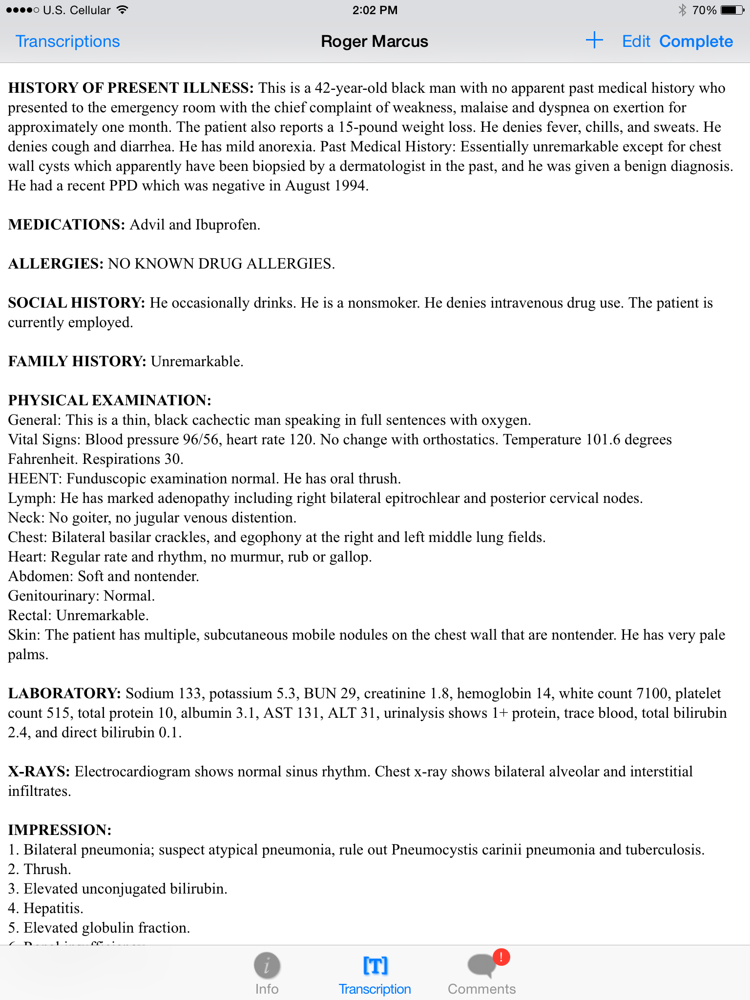 U.S. Cellular 2:02 PM 70%
Transcriptions Roger Marcus + Edit Complete
HISTORY OF PRESENT ILLNESS: This is a 42-year-old black man with no apparent past medical history who
presented to the emergency room with the chief complaint of weakness, malaise and dyspnea on exertion for
approximately one month. The patient also reports a 15-pound weight loss. He denies fever, chills, and sweats. He
denies cough and diarrhea. He has mild anorexia. Past Medical History: Essentially unremarkable except for chest
wall cysts which apparently have been biopsied by a dermatologist in the past, and he was given a benign diagnosis.
He had a recent PPD which was negative in August 1994.
MEDICATIONS: Advil and Ibuprofen.
ALLERGIES: NO KNOWN DRUG ALLERGIES.
SOCIAL HISTORY: He occasionally drinks. He is a nonsmoker. He denies intravenous drug use. The patient is
currently employed.
FAMILY HISTORY: Unremarkable.
PHYSICAL EXAMINATION:
General: This is a thin, black cachectic man speaking in full sentences with oxygen.
Vital Signs: Blood pressure 96/56, heart rate 120. No change with orthostatics. Temperature 101.6 degrees
Fahrenheit. Respirations 30.
HEENT: Funduscopic examination normal. He has oral thrush.
Lymph: He has marked adenopathy including right bilateral epitrochlear and posterior cervical nodes.
Neck: No goiter, no jugular venous distention.
Chest: Bilateral basilar crackles, and egophony at the right and left middle lung fields.
Heart: Regular rate and rhythm, no murmur, rub or gallop.
Abdomen: Soft and nontender.
Genitourinary: Normal.
Rectal: Unremarkable.
Skin: The patient has multiple, subcutaneous mobile nodules on the chest wall that are nontender. He has very pale
palms.
LABORATORY: Sodium 133, potassium 5.3, BUN 29, creatinine 1.8, hemoglobin 14, white count 7100, platelet
count 515, total protein 10, albumin 3.1, AST 131, ALT 31, urinalysis shows 1+ protein, trace blood, total bilirubin
2.4, and direct bilirubin 0.1.
X-RAYS: Electrocardiogram shows normal sinus rhythm. Chest x-ray shows bilateral alveolar and interstitial
infiltrates.
IMPRESSION:
1. Bilateral pneumonia; suspect atypical pneumonia, rule out Pneumocystis carinii pneumonia and tuberculosis.
2. Thrush.
3. Elevated unconjugated bilirubin.
4. Hepatitis.
5. Elevated globulin fraction.
i [T] !
Info Transcription Comments